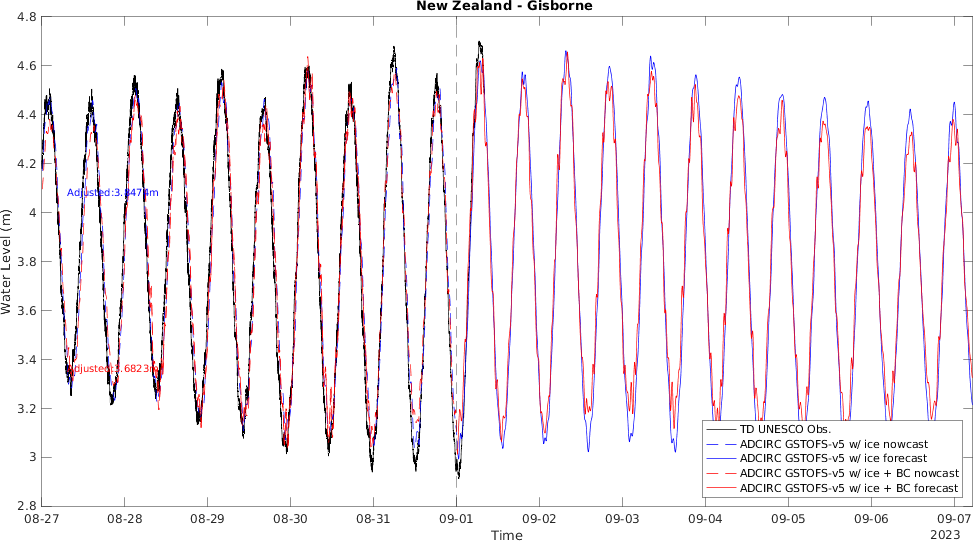 New Zealand - Gisborne
4.8
4.6
4.4
4.2
4
3.8
3.6
3.4
3.2
3
2.8
Water Level (m)
TD UNESCO Obs.
ADCIRC GSTOFS-v5 w/ ice nowcast
ADCIRC GSTOFS-v5 w/ ice forecast
ADCIRC GSTOFS-v5 w/ ice + BC nowcast
ADCIRC GSTOFS-v5 w/ ice + BC forecast
08-27 08-28 08-29 08-30 08-31 09-01 09-02 09-03 09-04 09-05 09-06 09-07
Time
2023